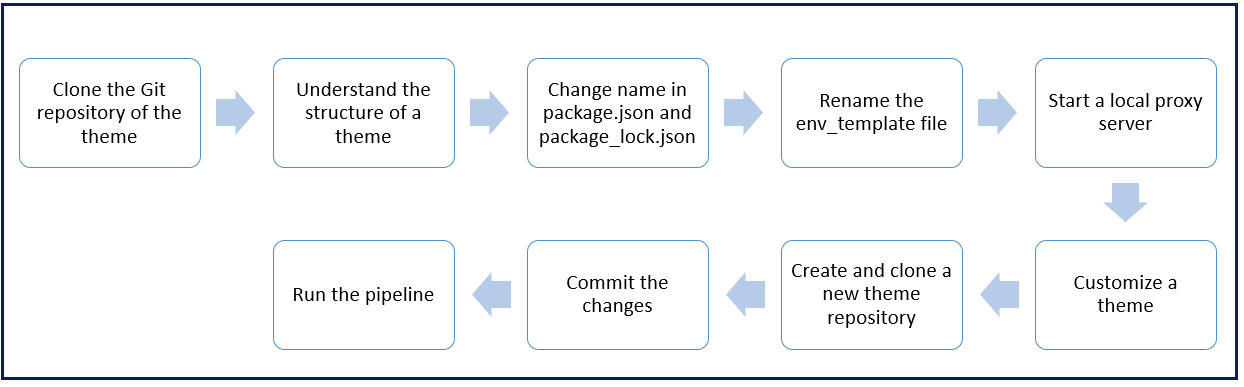 Clone the Git
repository of the
theme
Understand the
structure of a
theme
Change name in
package.json and
package_lock.json
Rename the
env_template file
Start a local proxy
server
Customize a
theme
Create and clone a
new theme
repository
Commit the
changes
Run the pipeline